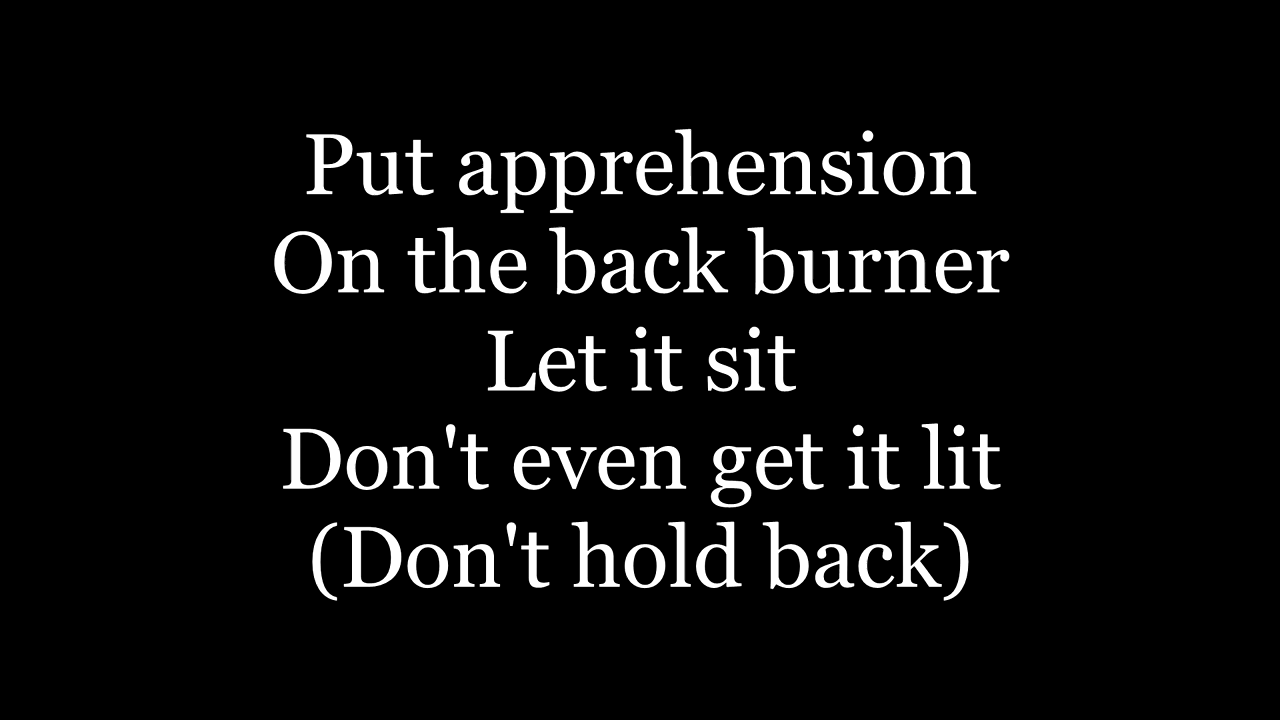 Put apprehension
On the back burner
Let it sit
Don't even get it lit
(Don't hold back)